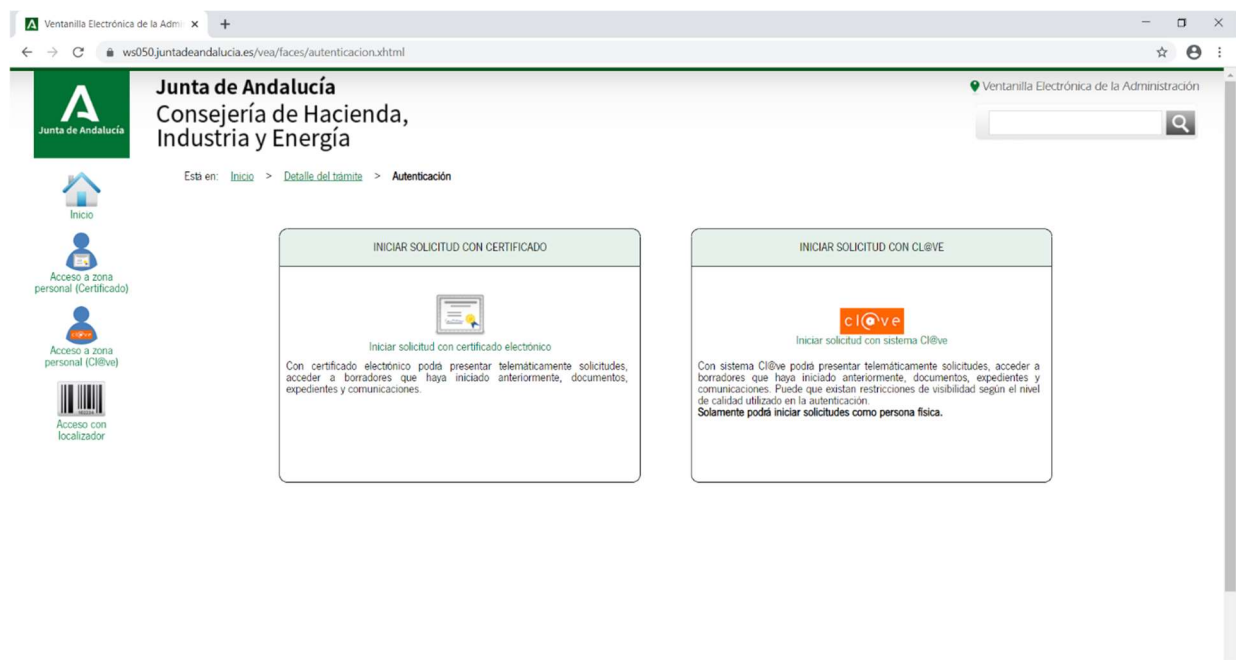 Ventanilla Electrónica de la Admi
ws050.juntadeandalucia.es/vea/faces/autenticacion.xhtml
Junta de Andalucía
Junta de Andalucía
Consejería de Hacienda,
Industria y Energía
Ventanilla Electrónica de la Administración
Está en: Inicio > Detalle del trámite > Autenticación
Inicio
Acceso a zona
personal (Certificado)
cl@ve
Acceso a zona
personal (Cl@ve)
Acceso con
localizador
INICIAR SOLICITUD CON CERTIFICADO
Iniciar solicitud con certificado electrónico
Con certificado electrónico podrá presentar telemáticamente solicitudes,
acceder a borradores que haya iniciado anteriormente, documentos,
expedientes y comunicaciones.
INICIAR SOLICITUD CON CL@VE
cl@ve
Iniciar solicitud con sistema Cl@ve
Con sistema Cl@ve podrá presentar telemáticamente solicitudes, acceder a
borradores que haya iniciado anteriormente, documentos, expedientes y
comunicaciones. Puede que existan restricciones de visibilidad según el nivel
de calidad utilizado en la autenticación.
Solamente podrá iniciar solicitudes como persona física.